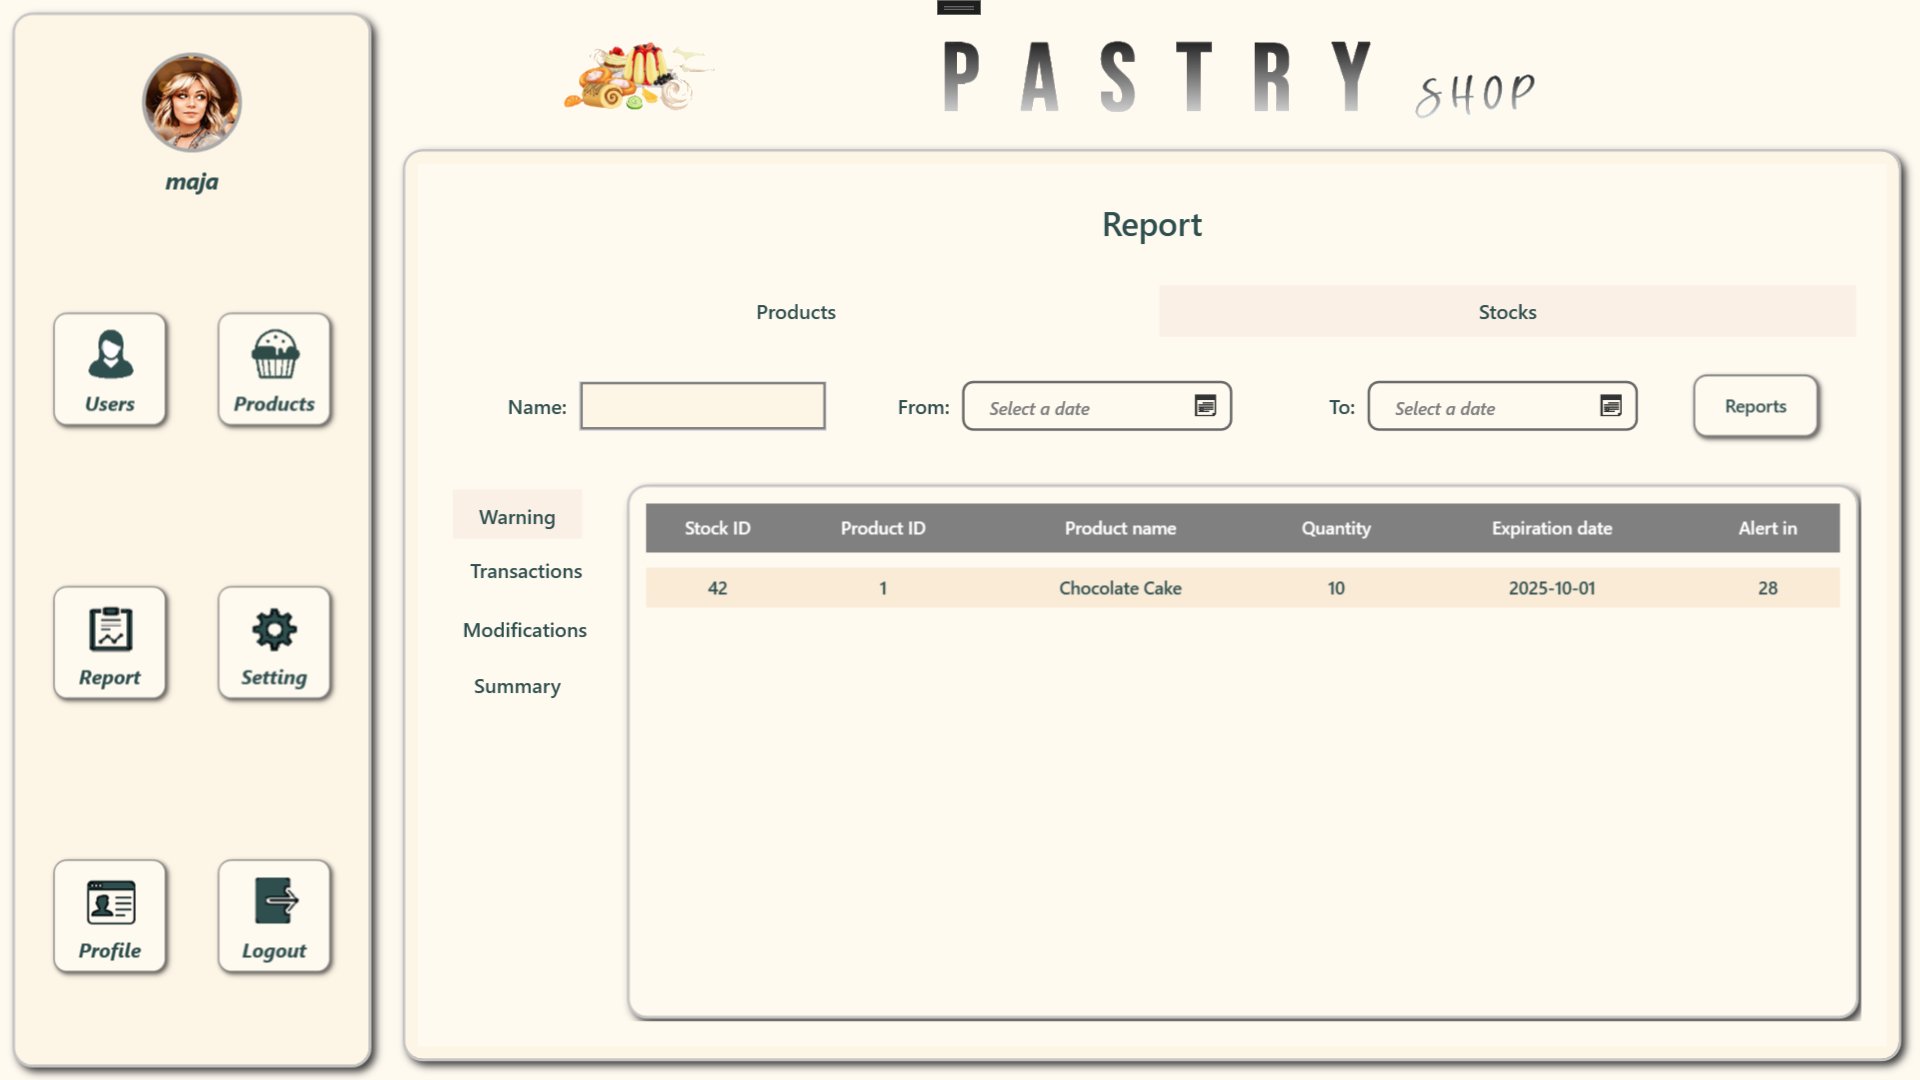 PASTRY SHOP
maja
Users
Products
Report
Setting
Profile
Logout
Report
Products
Stocks
Name:
From:
Select a date
To:
Select a date
Reports
Warning
Transactions
Modifications
Summary
Stock ID Product ID Product name Quantity Expiration date Alert in
42 1 Chocolate Cake 10 2025-10-01 28